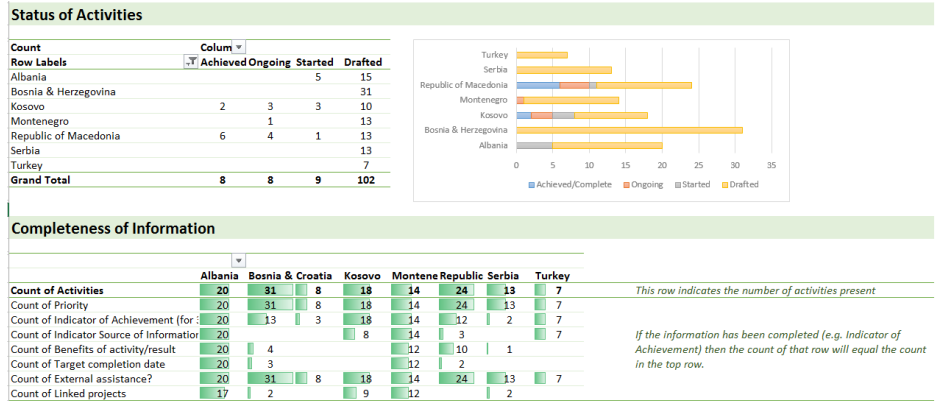 Status of Activities
Count Colum
Row Labels Achieved Ongoing Started Drafted
Albania 5 15
Bosnia & Herzegovina 31
Kosovo 2 3 3 10
Montenegro 1 13
Republic of Macedonia 6 4 1 13
Serbia 13
Turkey 7
Grand Total 8 8 9 102
Turkey
Serbia
Republic of Macedonia
Montenegro
Kosovo
Bosnia & Herzegovina
Albania
0 5 10 15 20 25 30 35
Achieved/Complete Ongoing Started Drafted
Completeness of Information
Albania Bosnia & Croatia Kosovo Montene Republic Serbia Turkey
Count of Activities 20 31 8 18 14 24 13 7 This row indicates the number of activities present
Count of Priority 20 31 8 18 14 24 13 7
Count of Indicator of Achievement (for 20 13 3 18 14 12 2 7
Count of Indicator Source of Information 20 8 14 3 7
Count of Benefits of activity/result 20 4 12 10 1
Count of Target completion date 20 3 12 2
Count of External assistance? 20 31 8 18 14 24 13 7
Count of Linked projects 17 2 9 12 2
If the information has been completed (e.g. Indicator of
Achievement) then the count of that row will equal the count
in the top row.